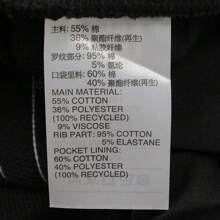 主料: 55% 棉
36% 聚酯纤维(再生)
9% 粘胶纤维
罗纹部分: 95% 棉
5% 氨纶
口袋里料: 60% 棉
40% 聚酯纤维(再生)
MAIN MATERIAL:
55% COTTON
36% POLYESTER
(100% RECYCLED)
9% VISCOSE
RIB PART: 95% COTTON
5% ELASTANE
POCKET LINING:
60% COTTON
40% POLYESTER
(100% RECYCLED)